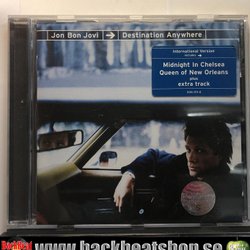 Jon Bon Jovi → Destination Anywhere
International Version
Midnight in Chelsea
Queen of New Orleans
plus
extra track
www.backbeatshop.se